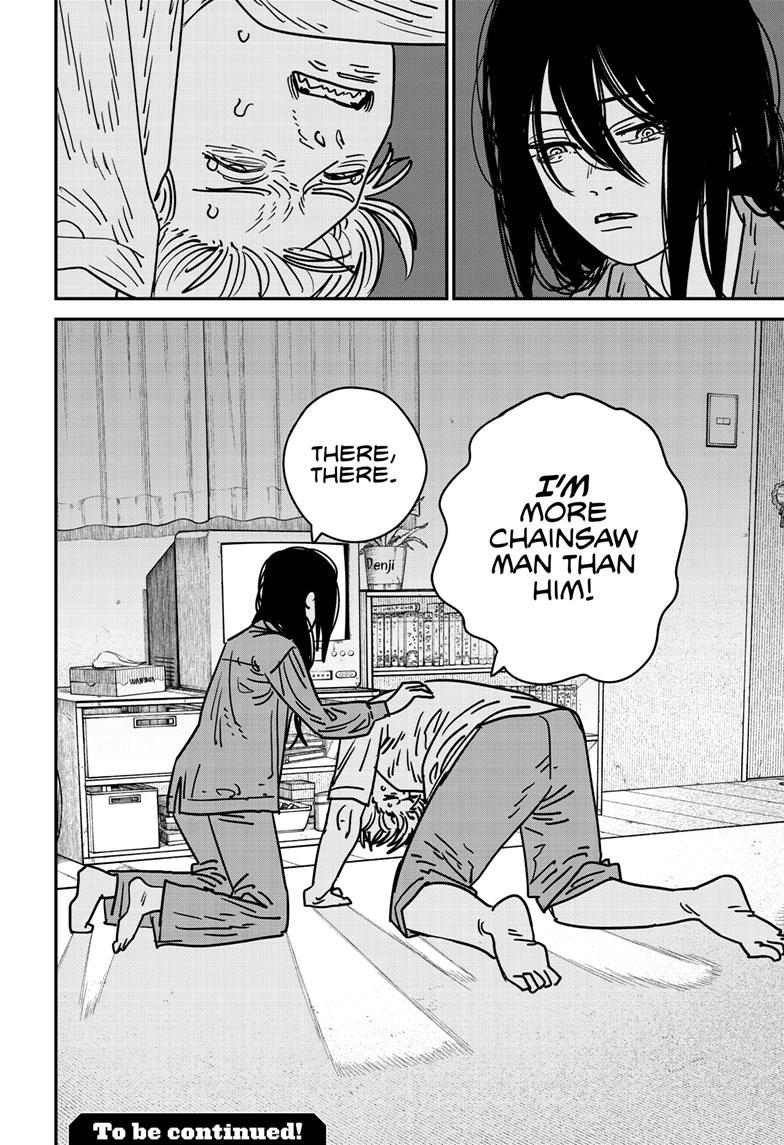 THERE,
THERE.
I'M
MORE
CHAINSAW
MAN THAN
HIM!
Denji
To be continued!